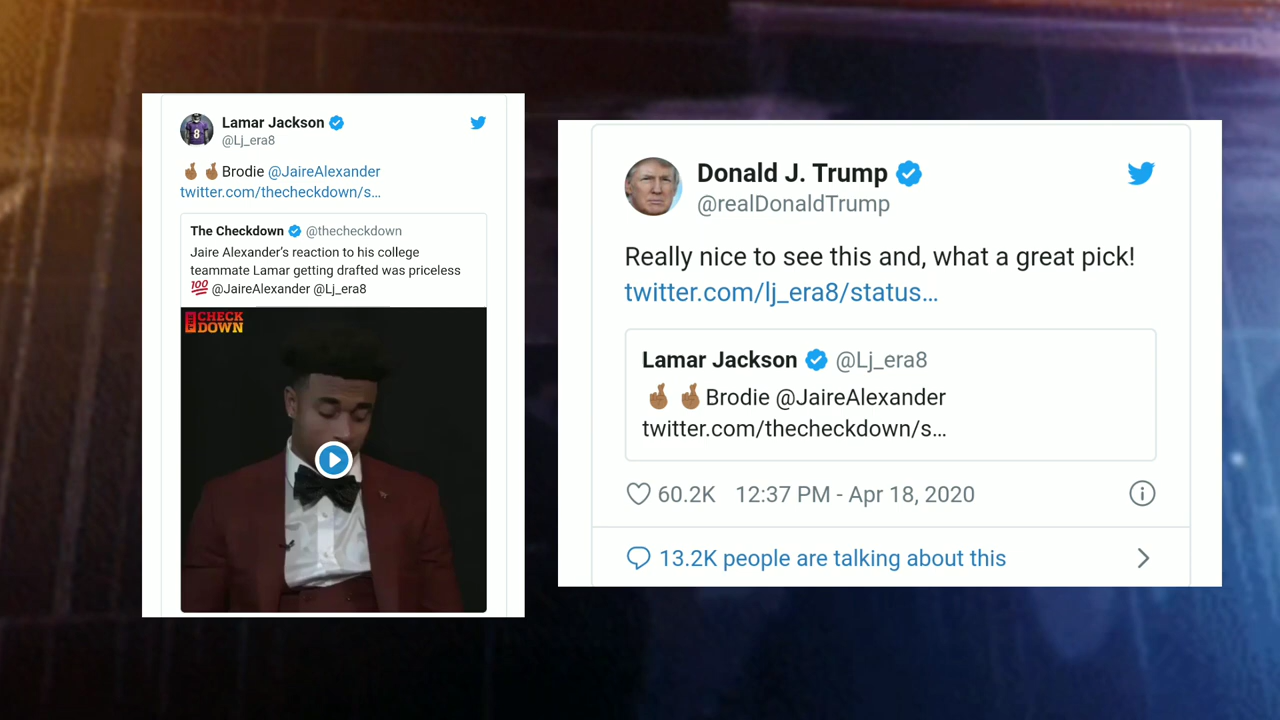 Lamar Jackson
@Lj_era8
🤞🏾 🤞🏾Brodie @JaireAlexander
twitter.com/thecheckdown/s...
The Checkdown @thecheckdown
Jaire Alexander's reaction to his college
teammate Lamar getting drafted was priceless
💯 @JaireAlexander @Lj_era8
THE CHECK
DOWN
8
Donald J. Trump
@realDonaldTrump
Really nice to see this and, what a great pick!
twitter.com/lj_era8/status...
Lamar Jackson @Lj_era8
🤞🏾 🤞🏾Brodie @JaireAlexander
twitter.com/thecheckdown/s...
60.2K 12:37 PM - Apr 18, 2020
13.2K people are talking about this